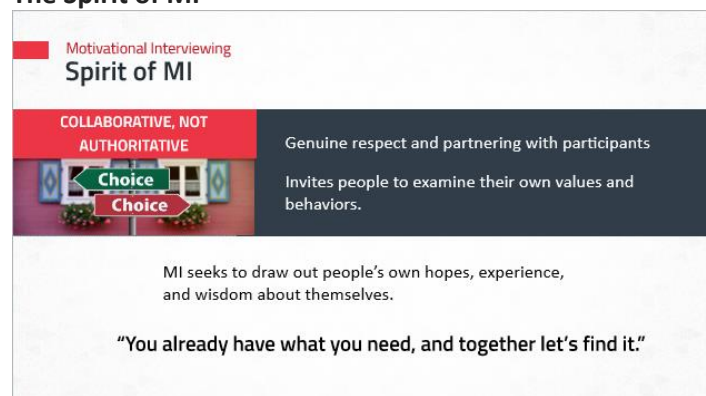 The Spirit of MI
Motivational Interviewing
Spirit of MI
COLLABORATIVE, NOT
AUTHORITATIVE
Choice
Choice
Genuine respect and partnering with participants
Invites people to examine their own values and
behaviors.
MI seeks to draw out people’s own hopes, experience,
and wisdom about themselves.
“You already have what you need, and together let’s find it.”